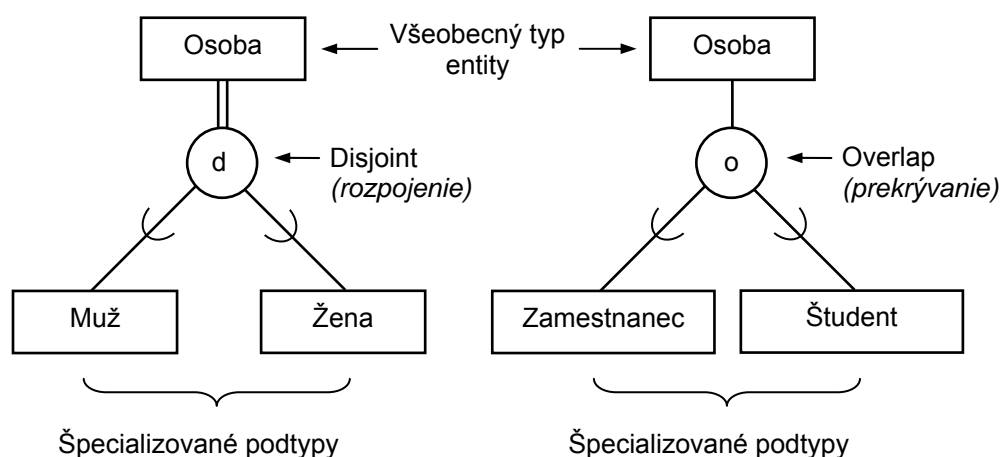 Osoba
Všeobecný typ
entity
Osoba
d
Disjoint
(rozpojenie)
o
Overlap
(prekrývanie)
Muž
Žena
Zamestnanec
Študent
Špecializované podtypy
Špecializované podtypy